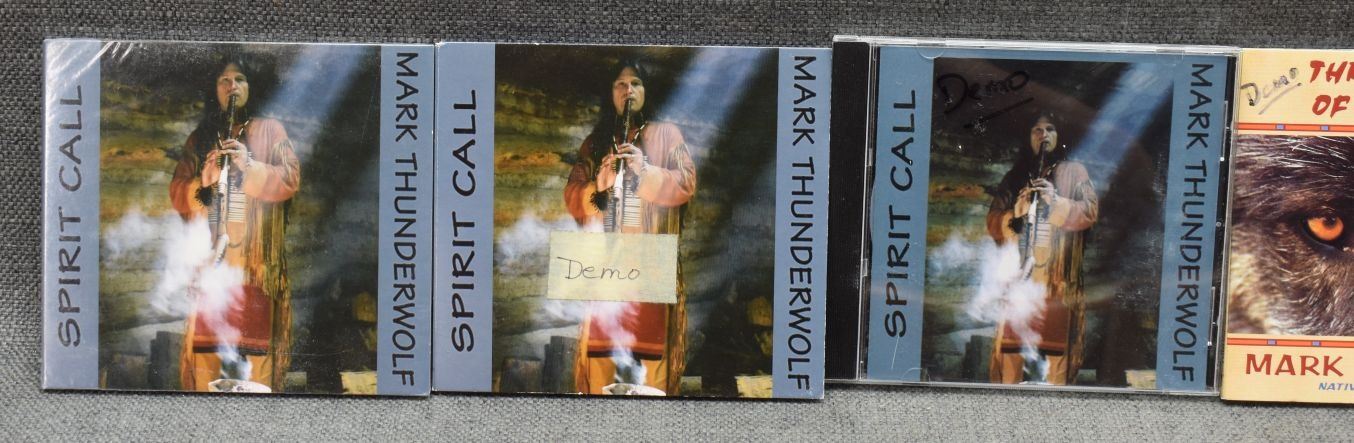 SPIRIT CALL
MARK THUNDERWOLF
SPIRIT CALL
Demo
MARK THUNDERWOLF
Demo
SPIRIT CALL
MARK THUNDERWOLF
Demo
OF
MARK